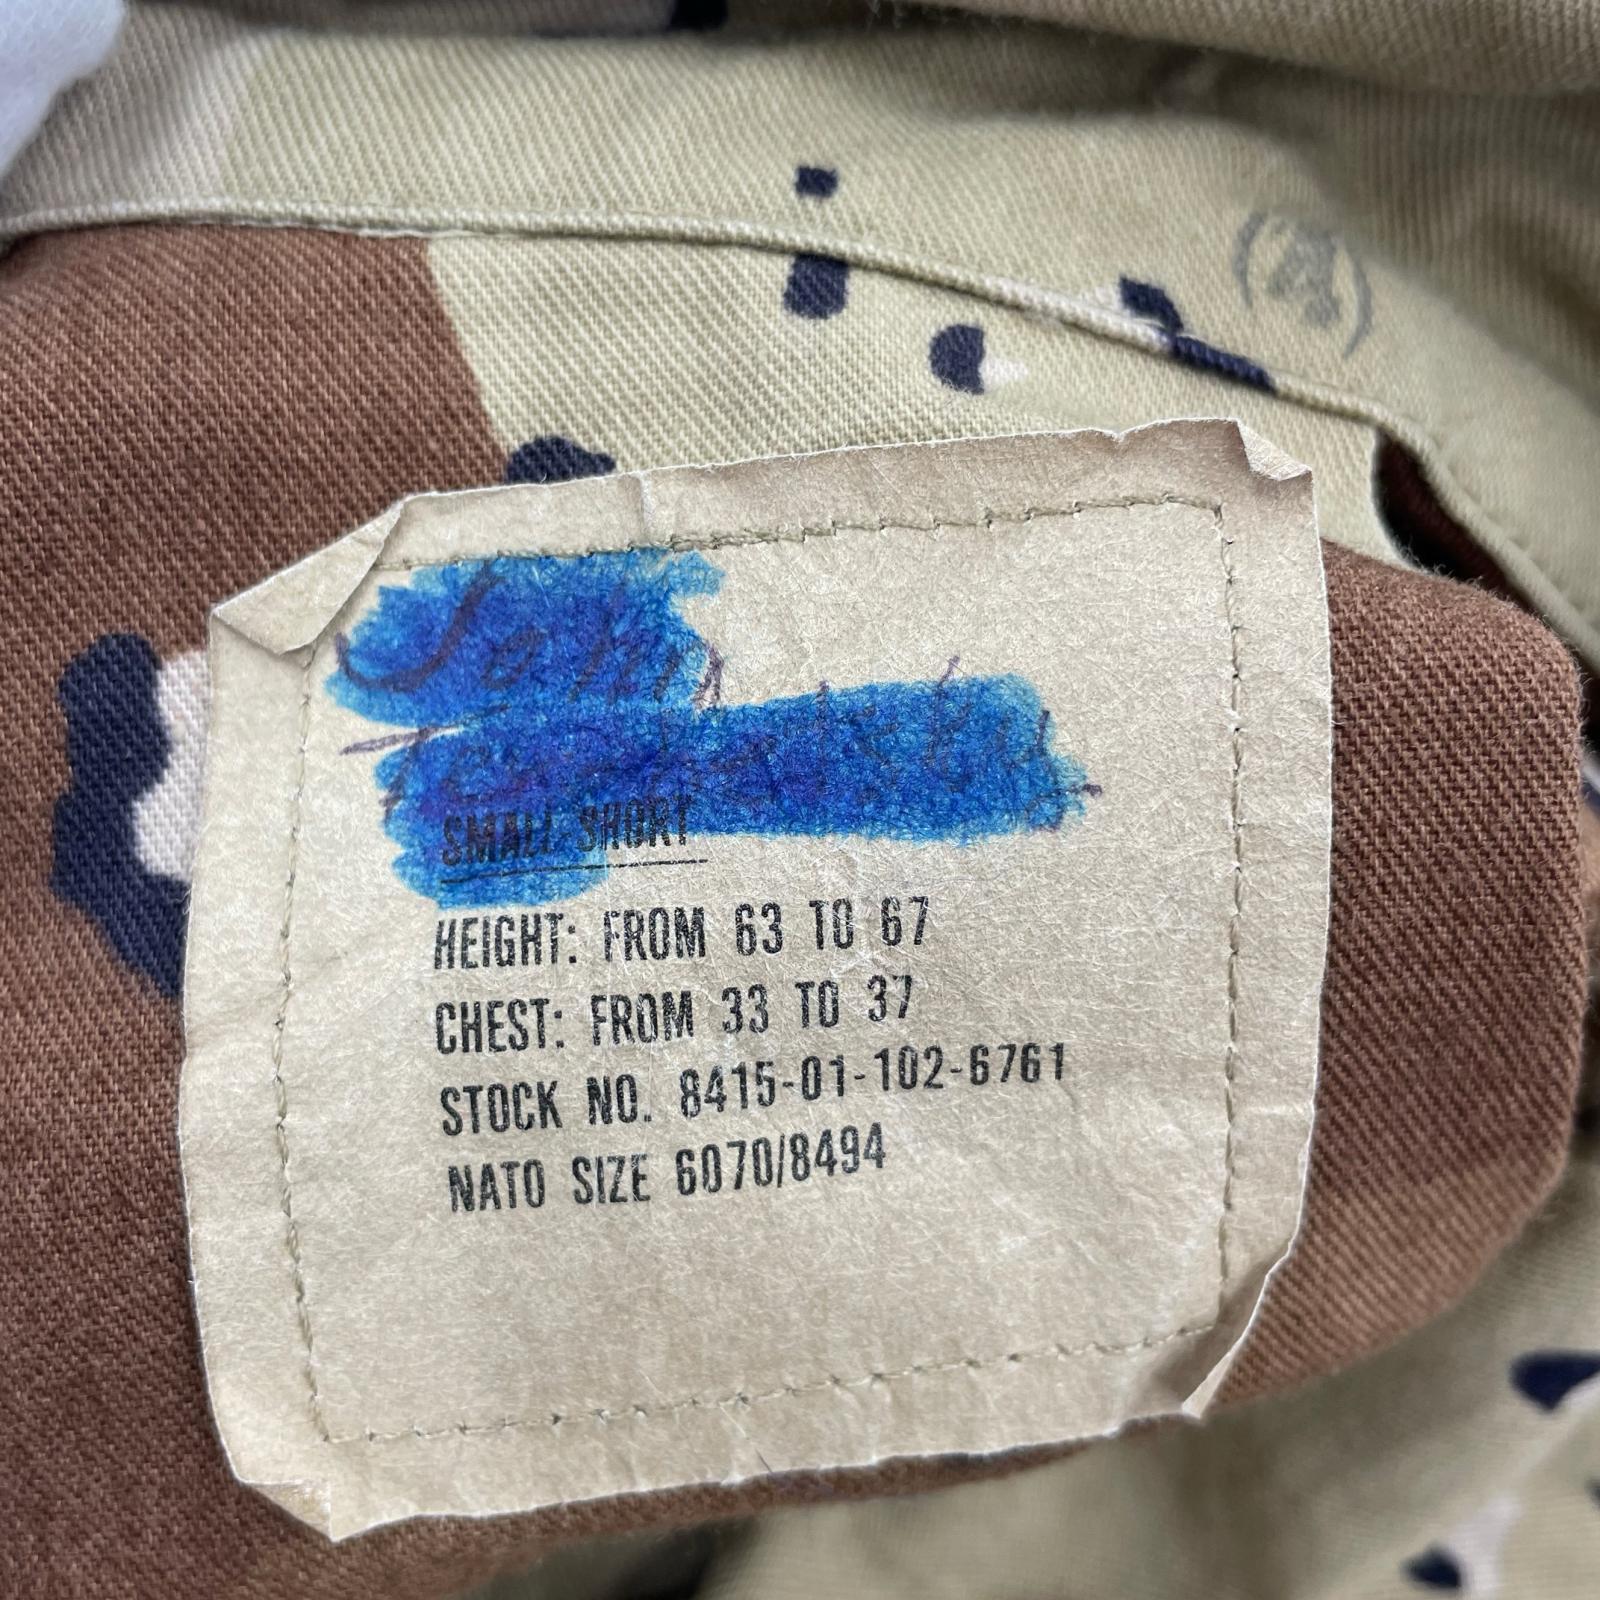 John
SMALL-SHORT
HEIGHT: FROM 63 TO 67
CHEST: FROM 33 TO 37
STOCK NO. 8415-01-102-6761
NATO SIZE 6070/8494